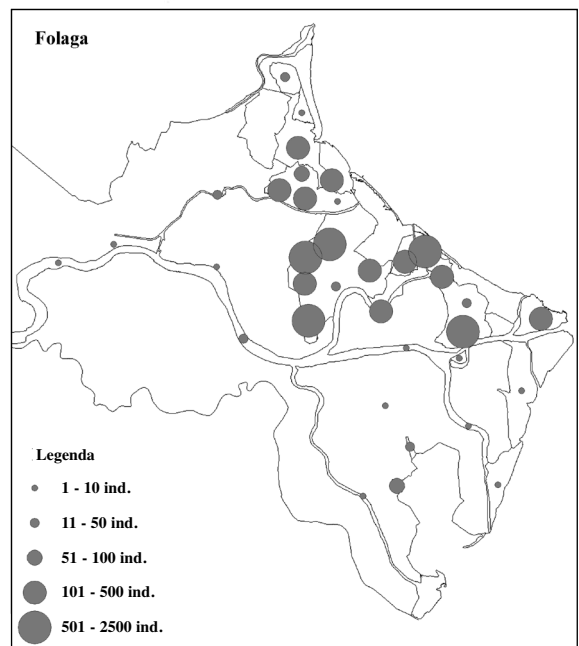 Folaga
Legenda
1 - 10 ind.
11 - 50 ind.
51 - 100 ind.
101 - 500 ind.
501 - 2500 ind.